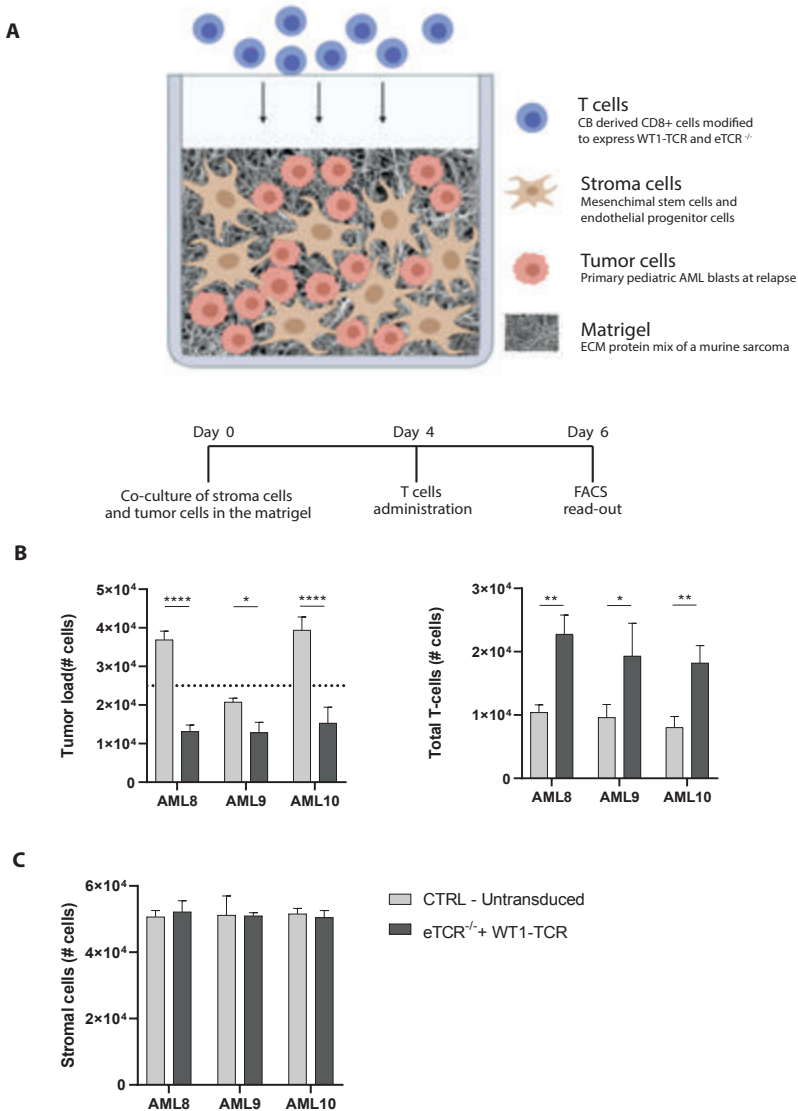 A
T cells
CB derived CD8+ cells modified
to express WT1-TCR and eTCR -/-
Stroma cells
Mesenchimal stem cells and
endothelial progenitor cells
Tumor cells
Primary pediatric AML blasts at relapse
Matrigel
ECM protein mix of a murine sarcoma
Day 0 Day 4 Day 6
Co-culture of stroma cells
and tumor cells in the matrigel
T cells
administration
FACS
read-out
B
Tumor load(# cells)
5×10⁴
4×10⁴
3×10⁴
2×10⁴
1×10⁴
0
**** * ****
AML8 AML9 AML10
Total T-cells (# cells)
3×10⁴
2×10⁴
1×10⁴
0
** * **
AML8 AML9 AML10
C
Stromal cells (# cells)
6×10⁴
4×10⁴
2×10⁴
0
AML8 AML9 AML10
CTRL - Untransduced
eTCR-/-+ WT1-TCR